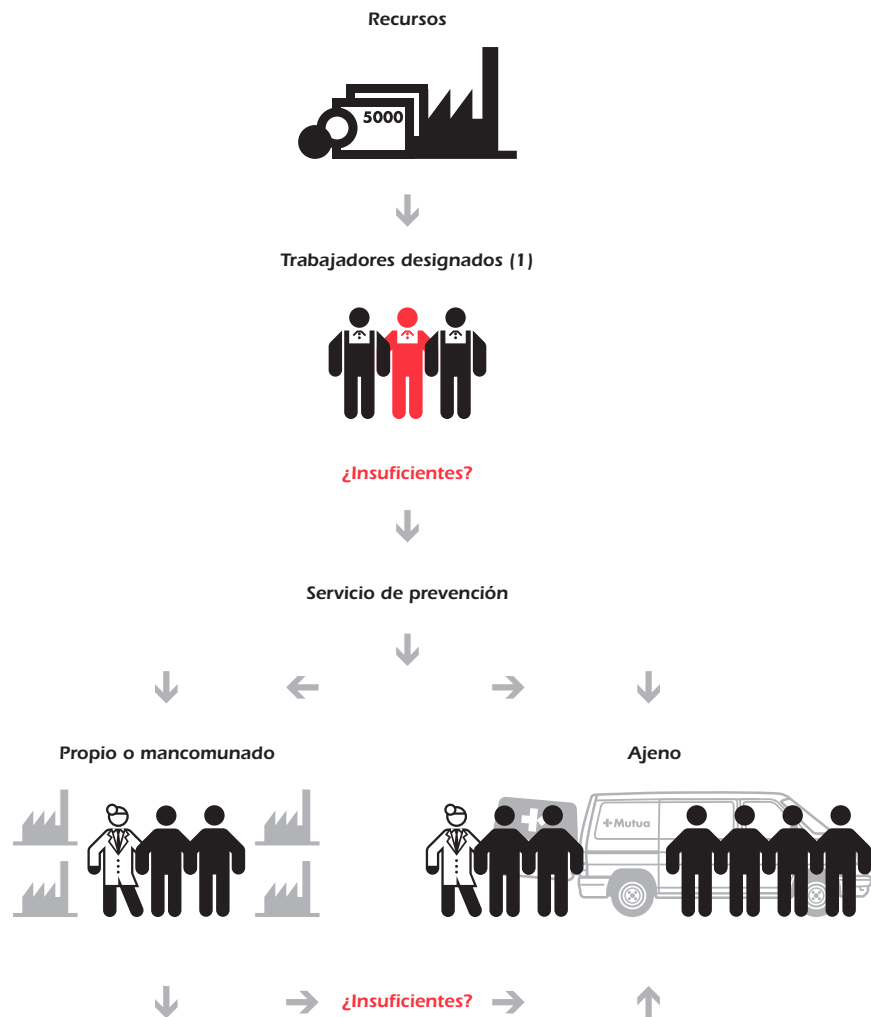 Recursos
5000
Trabajadores designados (1)
¿Insuficientes?
Servicio de prevención
Propio o mancomunado
Ajeno
Mutua
¿Insuficientes?